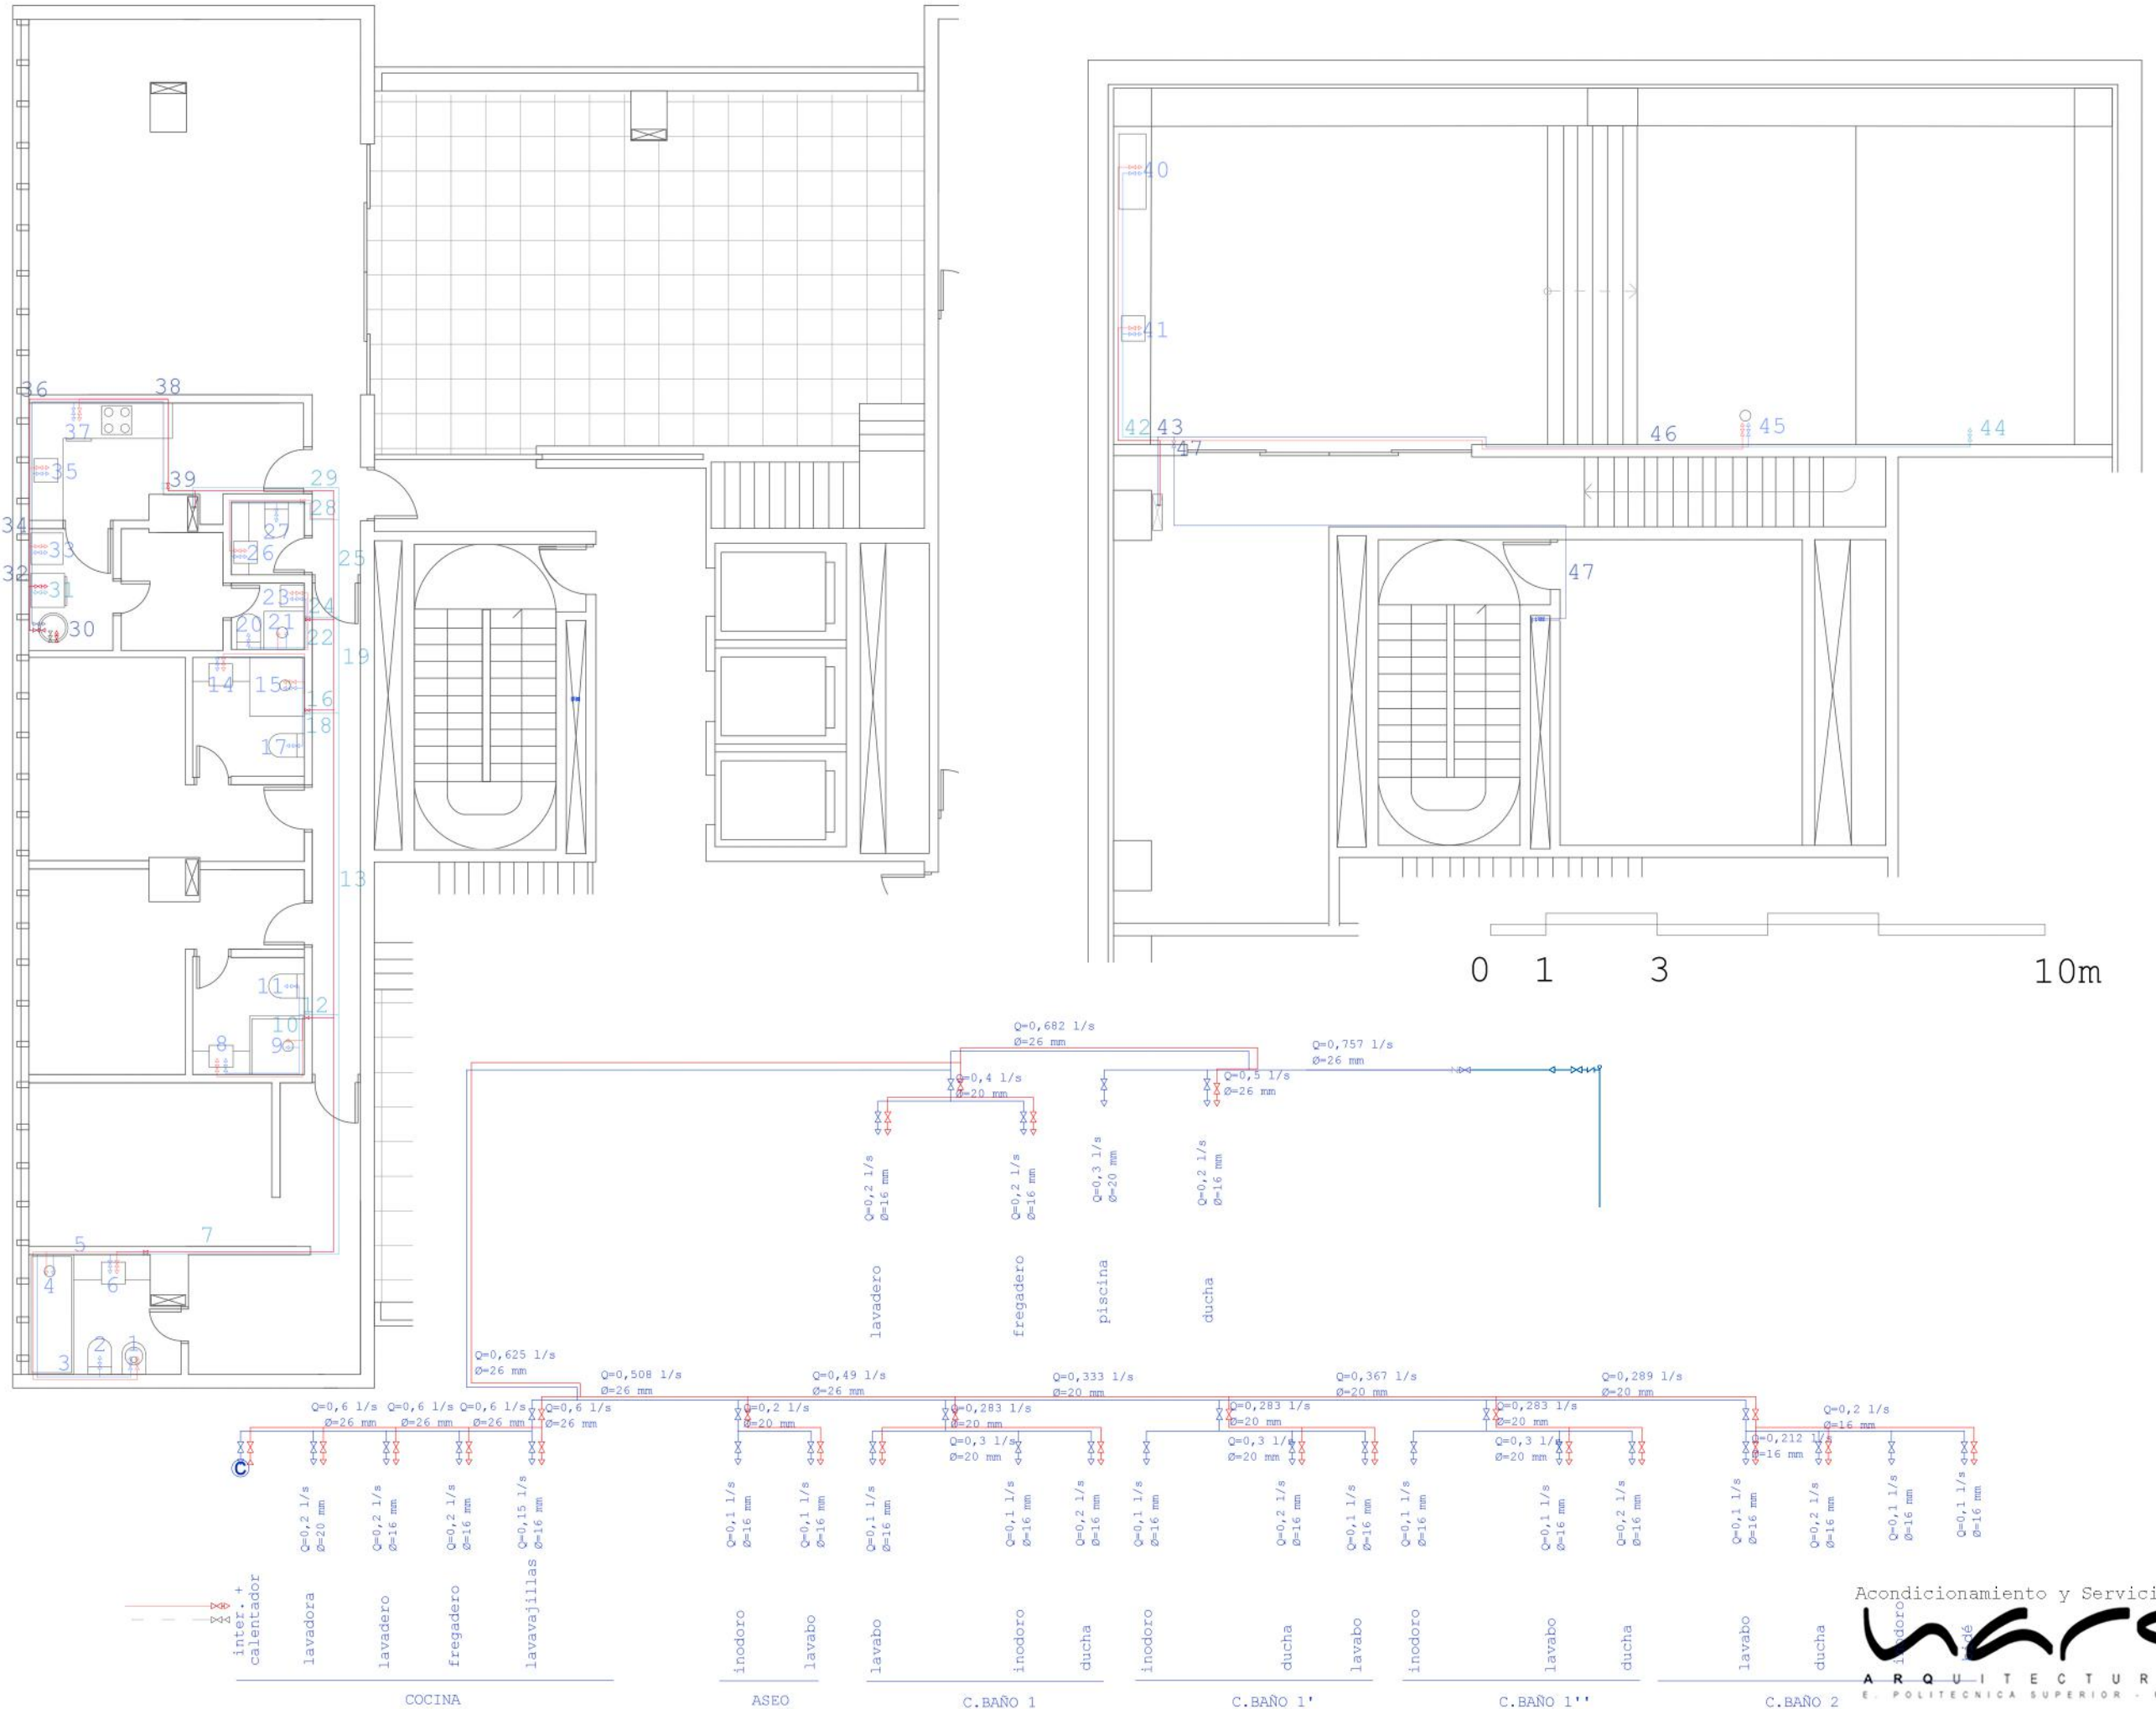 36
38
37
35
39
29
28
27
34
33
26
25
32
31
23
24
30
20
21
22
19
14
15
16
18
17
13
11
12
10
8
9
7
5
4
6
2
1
3
40
41
42
43
47
46
45
44
47
0 1 3 10m
Q=0,682 l/s
Ø=26 mm
Q=0,757 l/s
Ø=26 mm
Q=0,4 l/s
Ø=20 mm
Q=0,5 l/s
Ø=26 mm
Q=0,2 l/s
Ø=16 mm
Q=0,2 l/s
Ø=16 mm
Q=0,3 l/s
Ø=20 mm
Q=0,2 l/s
Ø=16 mm
lavadero
fregadero
piscina
ducha
Q=0,625 l/s
Ø=26 mm
Q=0,508 l/s
Ø=26 mm
Q=0,49 l/s
Ø=26 mm
Q=0,333 l/s
Ø=20 mm
Q=0,367 l/s
Ø=20 mm
Q=0,289 l/s
Ø=20 mm
Q=0,6 l/s
Ø=26 mm
Q=0,6 l/s
Ø=26 mm
Q=0,6 l/s
Ø=26 mm
Q=0,6 l/s
Ø=26 mm
Q=0,2 l/s
Ø=20 mm
Q=0,283 l/s
Ø=20 mm
Q=0,283 l/s
Ø=20 mm
Q=0,283 l/s
Ø=20 mm
Q=0,2 l/s
Ø=16 mm
Q=0,3 l/s
Ø=20 mm
Q=0,3 l/s
Ø=20 mm
Q=0,3 l/s
Ø=20 mm
Q=0,212 l/s
Ø=16 mm
C
Q=0,2 l/s
Ø=20 mm
Q=0,2 l/s
Ø=16 mm
Q=0,2 l/s
Ø=16 mm
Q=0,15 l/s
Ø=16 mm
Q=0,1 l/s
Ø=16 mm
Q=0,1 l/s
Ø=16 mm
Q=0,1 l/s
Ø=16 mm
Q=0,1 l/s
Ø=16 mm
Q=0,2 l/s
Ø=16 mm
Q=0,1 l/s
Ø=16 mm
Q=0,2 l/s
Ø=16 mm
Q=0,1 l/s
Ø=16 mm
Q=0,1 l/s
Ø=16 mm
Q=0,1 l/s
Ø=16 mm
Q=0,2 l/s
Ø=16 mm
Q=0,1 l/s
Ø=16 mm
Q=0,2 l/s
Ø=16 mm
Q=0,1 l/s
Ø=16 mm
Q=0,1 l/s
Ø=16 mm
inter. +
calentador
lavadora
lavadero
fregadero
lavavajillas
inodoro
lavabo
lavabo
inodoro
ducha
inodoro
ducha
lavabo
inodoro
lavabo
ducha
lavabo
ducha
inodoro
bidé
COCINA
ASEO
C.BAÑO 1
C.BAÑO 1'
C.BAÑO 1''
C.BAÑO 2
Acondicionamiento y Servici
ARQUITECTUR
E. POLITECNICA SUPERIOR -